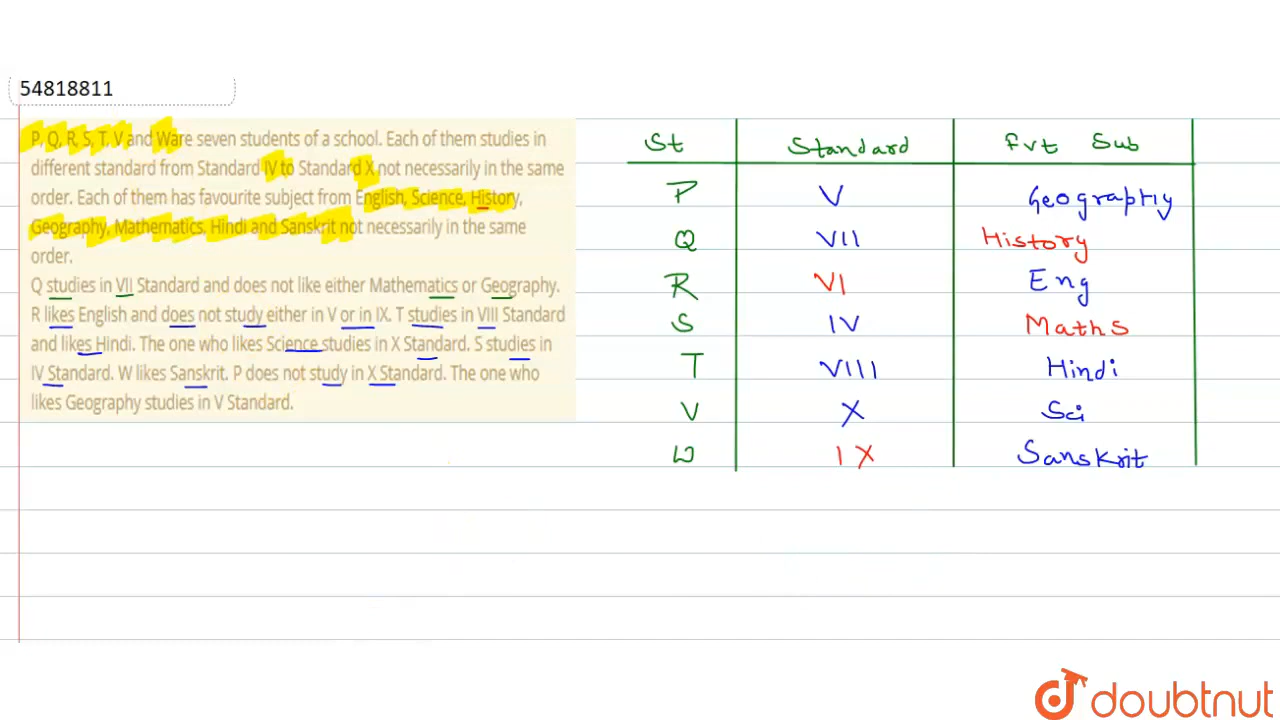 54818811
P, Q, R, S, T. V and Ware seven students of a school. Each of them studies in
different standard from Standard IV to Standard X not necessarily in the same
order. Each of them has favourite subject from English, Science, History,
Geography, Mathematics, Hindi and Sanskrit not necessarily in the same
order.
Q studies in VII Standard and does not like either Mathematics or Geography.
R likes English and does not study either in V or in IX. T studies in VIII Standard
and likes Hindi. The one who likes Science studies in X Standard. S studies in
IV Standard. W likes Sanskrit. P does not study in X Standard. The one who
likes Geography studies in V Standard.
St Standard Fvt Sub
P V Geography
Q VII History
R VI Eng
S IV Maths
T VIII Hindi
V X Sci
W IX Sanskrit
doubtnut